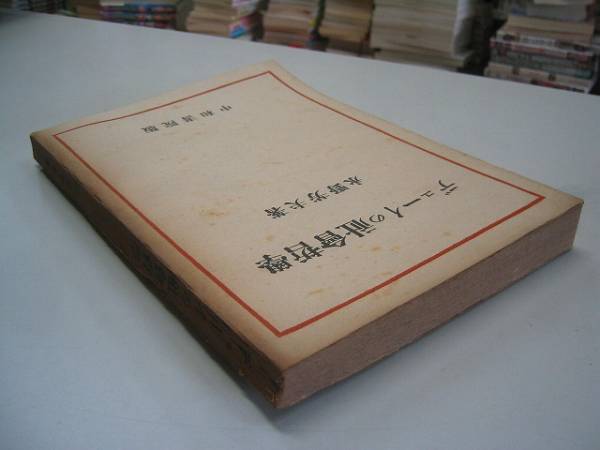 デューイの社會哲學
永野芳夫著
中和書院版